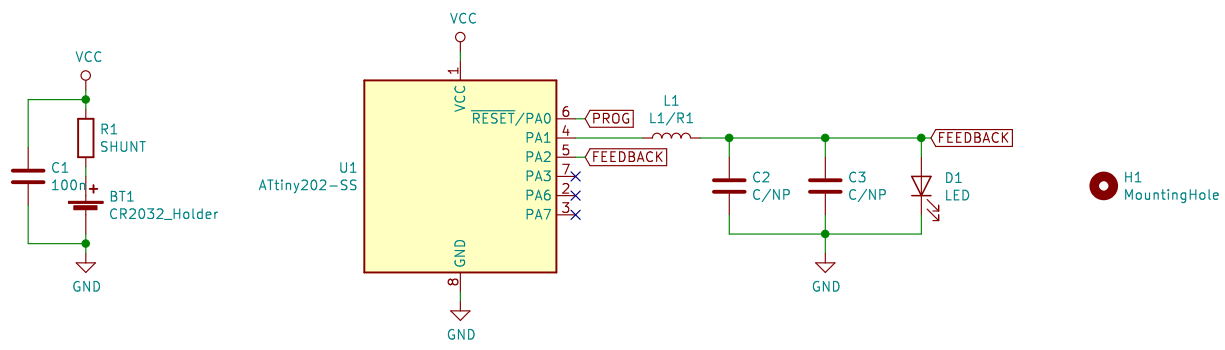 VCC
R1
SHUNT
C1
100n
+
BT1
CR2032_Holder
GND
VCC
1
VCC
U1
ATtiny202-SS
RESET/PA0
6
PROG
PA1
4
PA2
5
FEEDBACK
PA3
7
PA6
2
PA7
3
GND
8
GND
L1
L1/R1
FEEDBACK
C2
C/NP
C3
C/NP
D1
LED
GND
H1
MountingHole